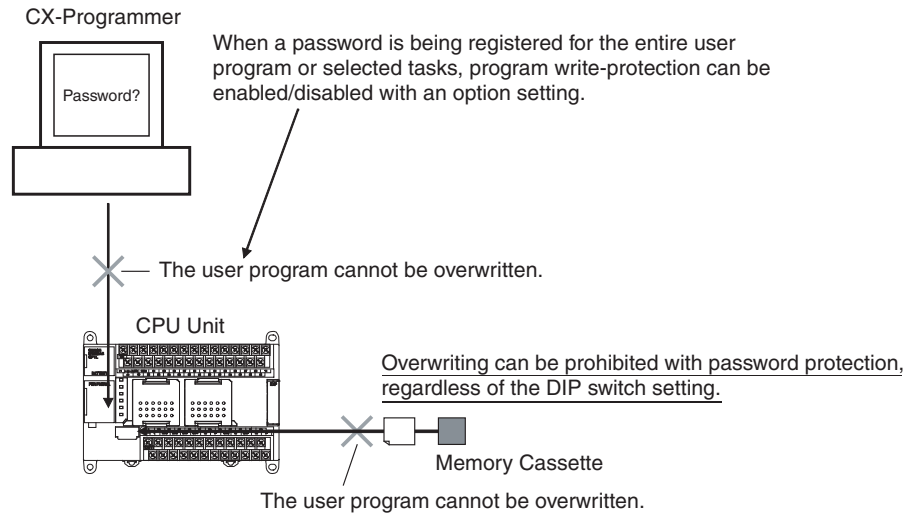 CX-Programmer
When a password is being registered for the entire user
program or selected tasks, program write-protection can be
enabled/disabled with an option setting.
Password?
The user program cannot be overwritten.
CPU Unit
Overwriting can be prohibited with password protection,
regardless of the DIP switch setting.
Memory Cassette
The user program cannot be overwritten.